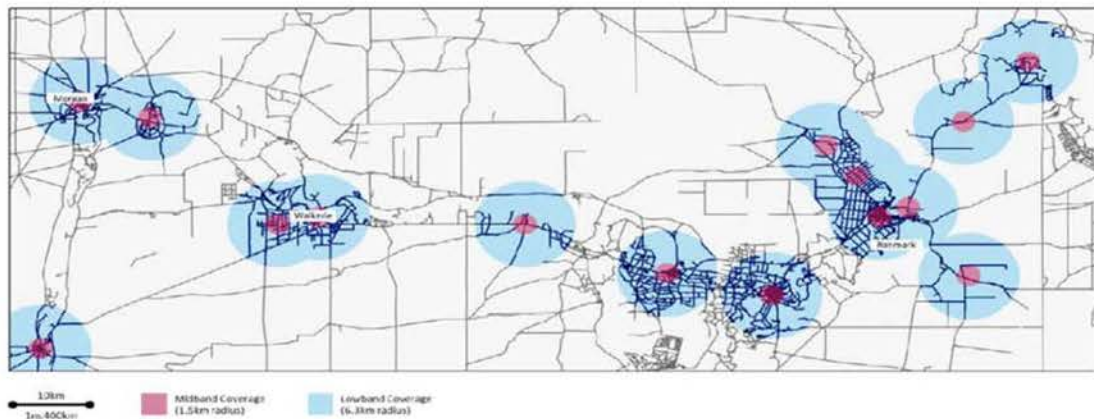 Morgan
Waikerie
Renmark
10km
Midband Coverage
(1.5km radius)
Lowband Coverage
(6.3km radius)